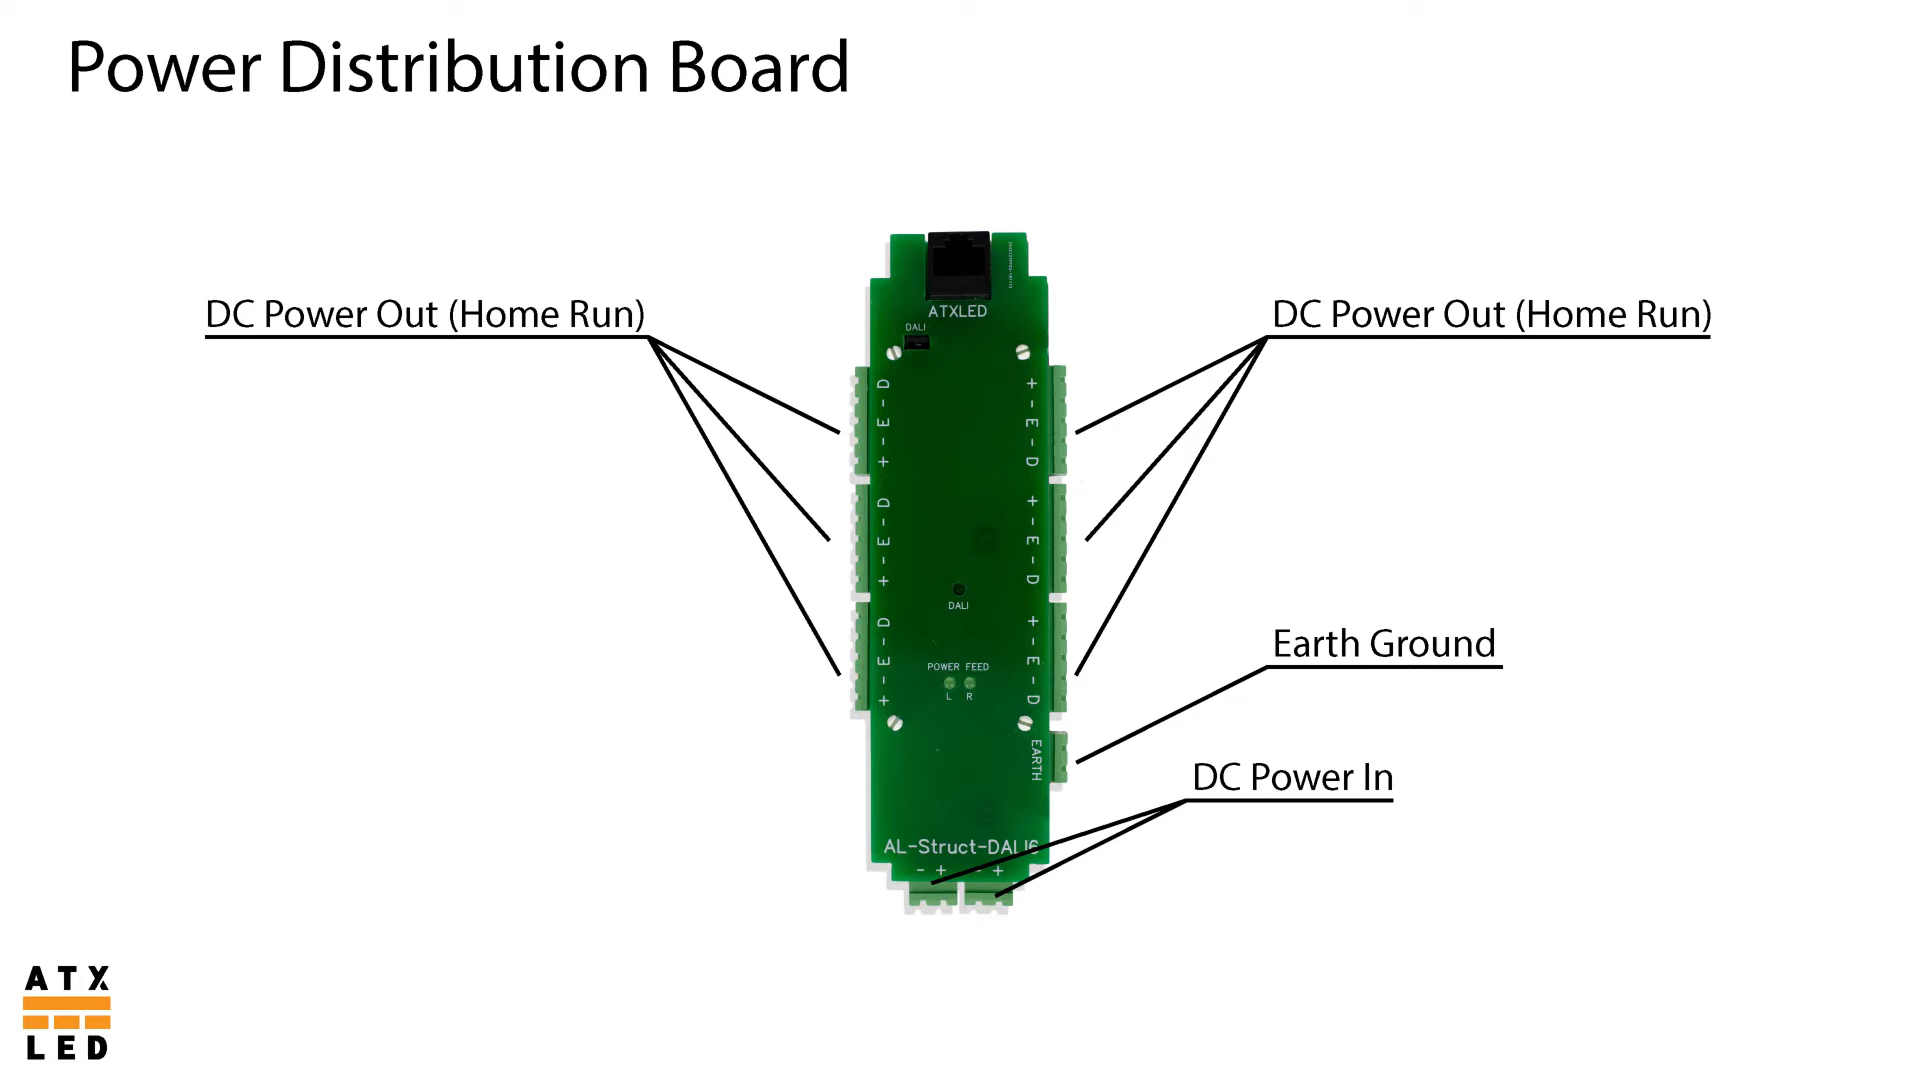 Power Distribution Board
DC Power Out (Home Run)
DC Power Out (Home Run)
ATXLED
DALI
D - E - +
+ - E - D
D - E - +
+ - E - D
DALI
D - E - +
+ - E - D
POWER FEED
L R
Earth Ground
EARTH
DC Power In
AL-Struct-DALI6
- + - +
ATX
LED